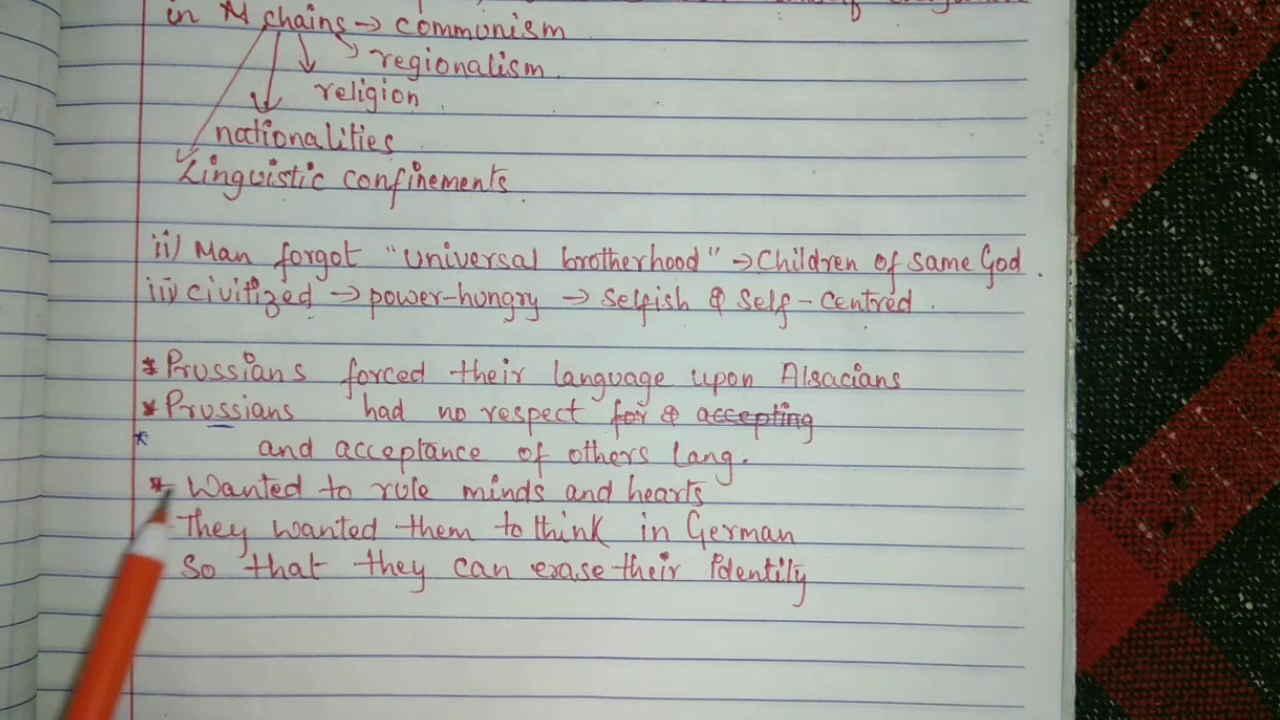 in M chains → communism
→ regionalism
religion
nationalities
Linguistic confinements
ii) Man forgot "universal brotherhood" → Children of same God.
iii) civitized → power-hungry → Selfish & Self-Centred.
* Prussians forced their language upon Alsacians
* Prussians had no respect for & accepting
* and acceptance of others Lang.
* Wanted to rule minds and hearts
They wanted them to think in German
So that they can erase their identity